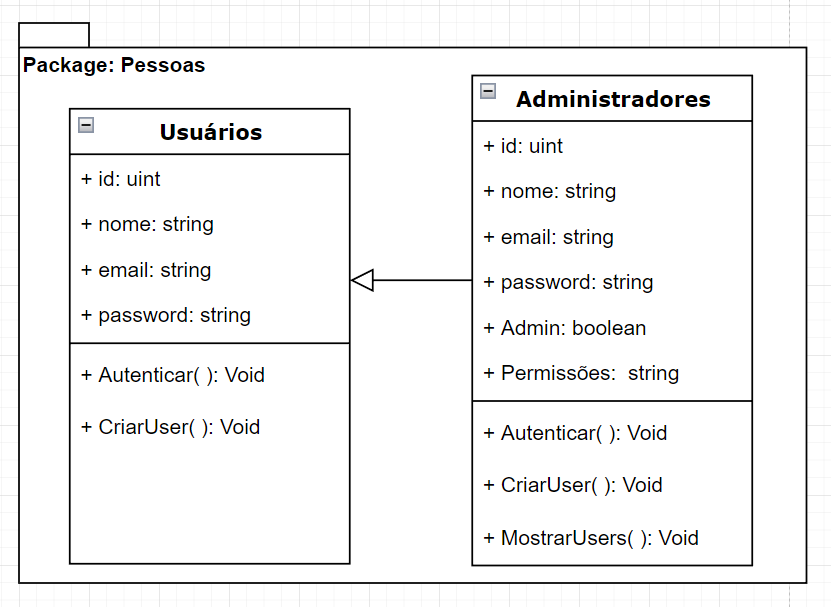 Package: Pessoas
Usuários
+ id: uint
+ nome: string
+ email: string
+ password: string
+ Autenticar( ): Void
+ CriarUser( ): Void
Administradores
+ id: uint
+ nome: string
+ email: string
+ password: string
+ Admin: boolean
+ Permissões:  string
+ Autenticar( ): Void
+ CriarUser( ): Void
+ MostrarUsers( ): Void